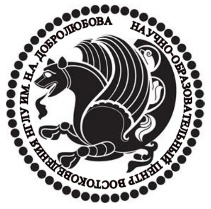 НАУЧНО-ОБРАЗОВАТЕЛЬНЫЙ ЦЕНТР ВОСТОКОВЕДЕНИЯ НГЛУ ИМ. Н.А. ДОБРОЛЮБОВА